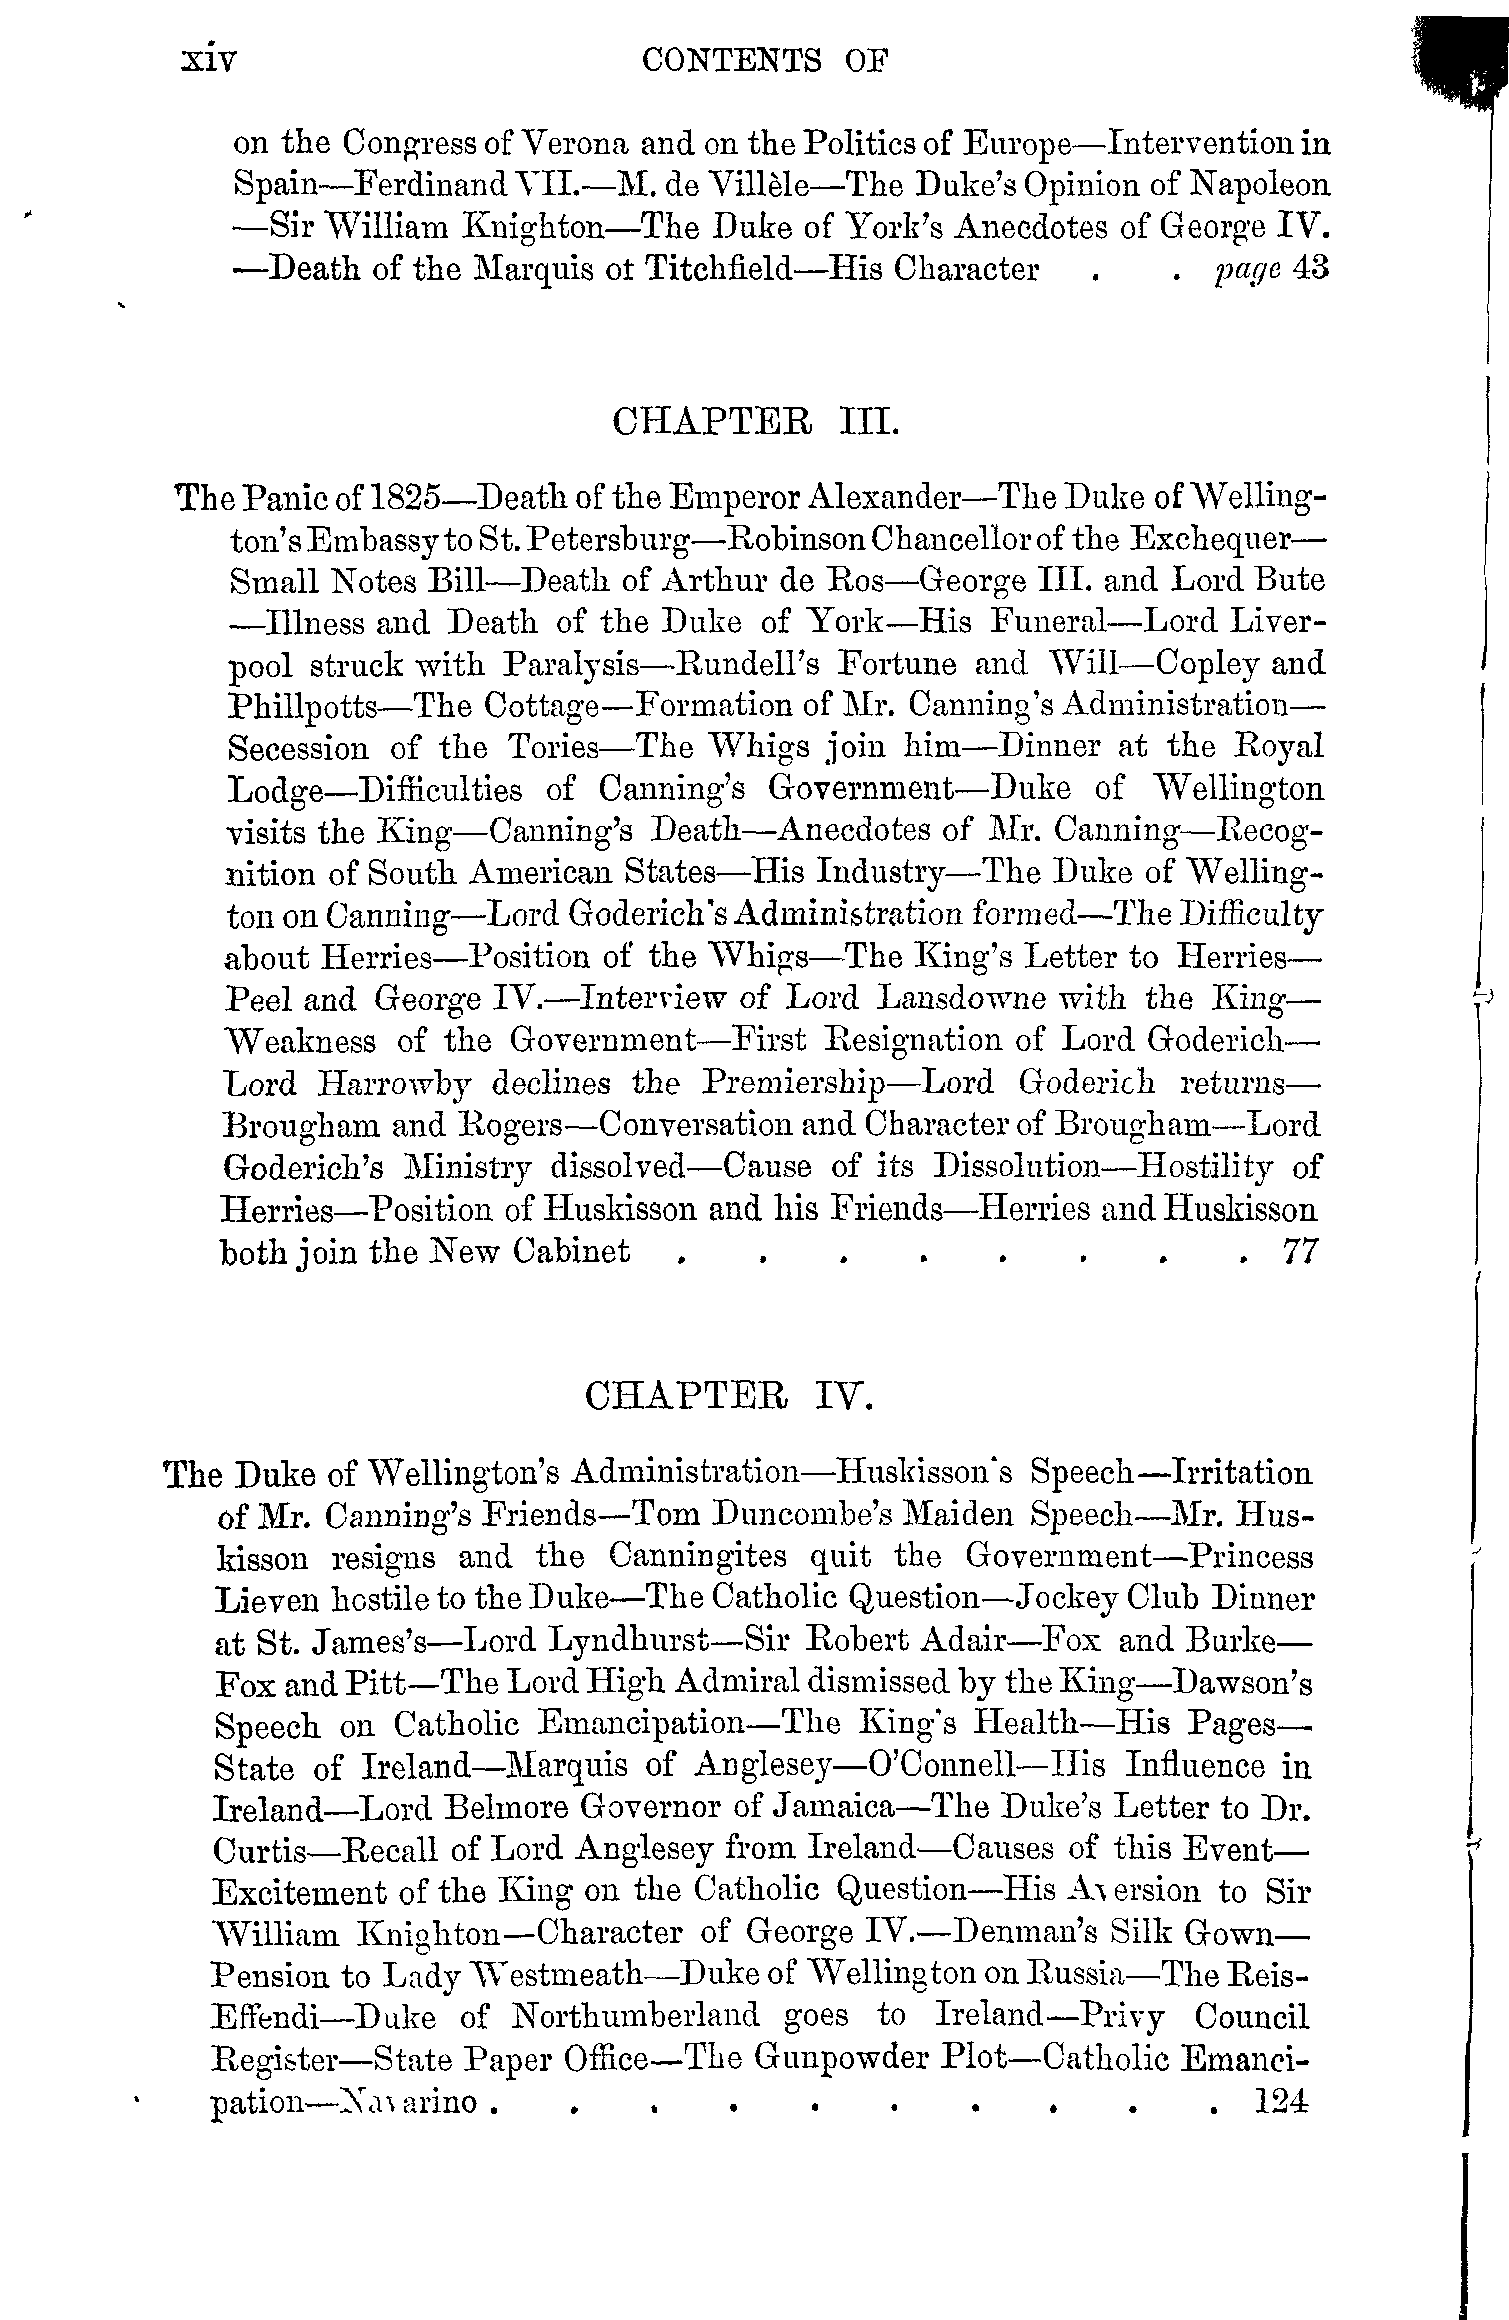 xiv CONTENTS OF
on the Congress of Verona and on the Politics of Europe—Intervention in
Spain—Ferdinand VII.—M. de Villèle—The Duke's Opinion of Napoleon
—Sir William Knighton—The Duke of York's Anecdotes of George IV.
—Death of the Marquis of Titchfield—His Character . . page 43
CHAPTER III.
The Panic of 1825—Death of the Emperor Alexander—The Duke of Welling-
ton's Embassy to St. Petersburg—Robinson Chancellor of the Exchequer—
Small Notes Bill—Death of Arthur de Ros—George III. and Lord Bute
—Illness and Death of the Duke of York—His Funeral—Lord Liver-
pool struck with Paralysis—Rundell's Fortune and Will—Copley and
Phillpotts—The Cottage—Formation of Mr. Canning's Administration—
Secession of the Tories—The Whigs join him—Dinner at the Royal
Lodge—Difficulties of Canning's Government—Duke of Wellington
visits the King—Canning's Death—Anecdotes of Mr. Canning—Recog-
nition of South American States—His Industry—The Duke of Welling-
ton on Canning—Lord Goderich's Administration formed—The Difficulty
about Herries—Position of the Whigs—The King's Letter to Herries—
Peel and George IV.—Interview of Lord Lansdowne with the King—
Weakness of the Government—First Resignation of Lord Goderich—
Lord Harrowby declines the Premiership—Lord Goderich returns—
Brougham and Rogers—Conversation and Character of Brougham—Lord
Goderich's Ministry dissolved—Cause of its Dissolution—Hostility of
Herries—Position of Huskisson and his Friends—Herries and Huskisson
both join the New Cabinet . . . . . . . . 77
CHAPTER IV.
The Duke of Wellington's Administration—Huskisson's Speech—Irritation
of Mr. Canning's Friends—Tom Duncombe's Maiden Speech—Mr. Hus-
kisson resigns and the Canningites quit the Government—Princess
Lieven hostile to the Duke—The Catholic Question—Jockey Club Dinner
at St. James's—Lord Lyndhurst—Sir Robert Adair—Fox and Burke—
Fox and Pitt—The Lord High Admiral dismissed by the King—Dawson's
Speech on Catholic Emancipation—The King's Health—His Pages—
State of Ireland—Marquis of Anglesey—O'Connell—His Influence in
Ireland—Lord Belmore Governor of Jamaica—The Duke's Letter to Dr.
Curtis—Recall of Lord Anglesey from Ireland—Causes of this Event—
Excitement of the King on the Catholic Question—His Aversion to Sir
William Knighton—Character of George IV.—Denman's Silk Gown—
Pension to Lady Westmeath—Duke of Wellington on Russia—The Reis-
Effendi—Duke of Northumberland goes to Ireland—Privy Council
Register—State Paper Office—The Gunpowder Plot—Catholic Emanci-
pation—Navarino . . . . . . . . . . 124